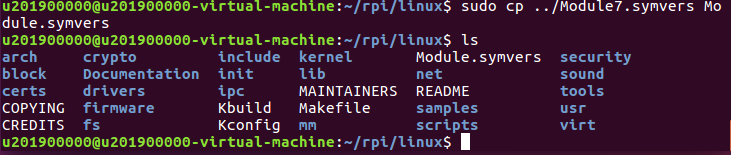 u201900000@u201900000-virtual-machine:~/rpi/linux$ sudo cp ../Module7.symvers Mo
dule.symvers
u201900000@u201900000-virtual-machine:~/rpi/linux$ ls
arch crypto include kernel Module.symvers security
block Documentation init lib net sound
certs drivers ipc MAINTAINERS README tools
COPYING firmware Kbuild Makefile samples usr
CREDITS fs Kconfig mm scripts virt
u201900000@u201900000-virtual-machine:~/rpi/linux$